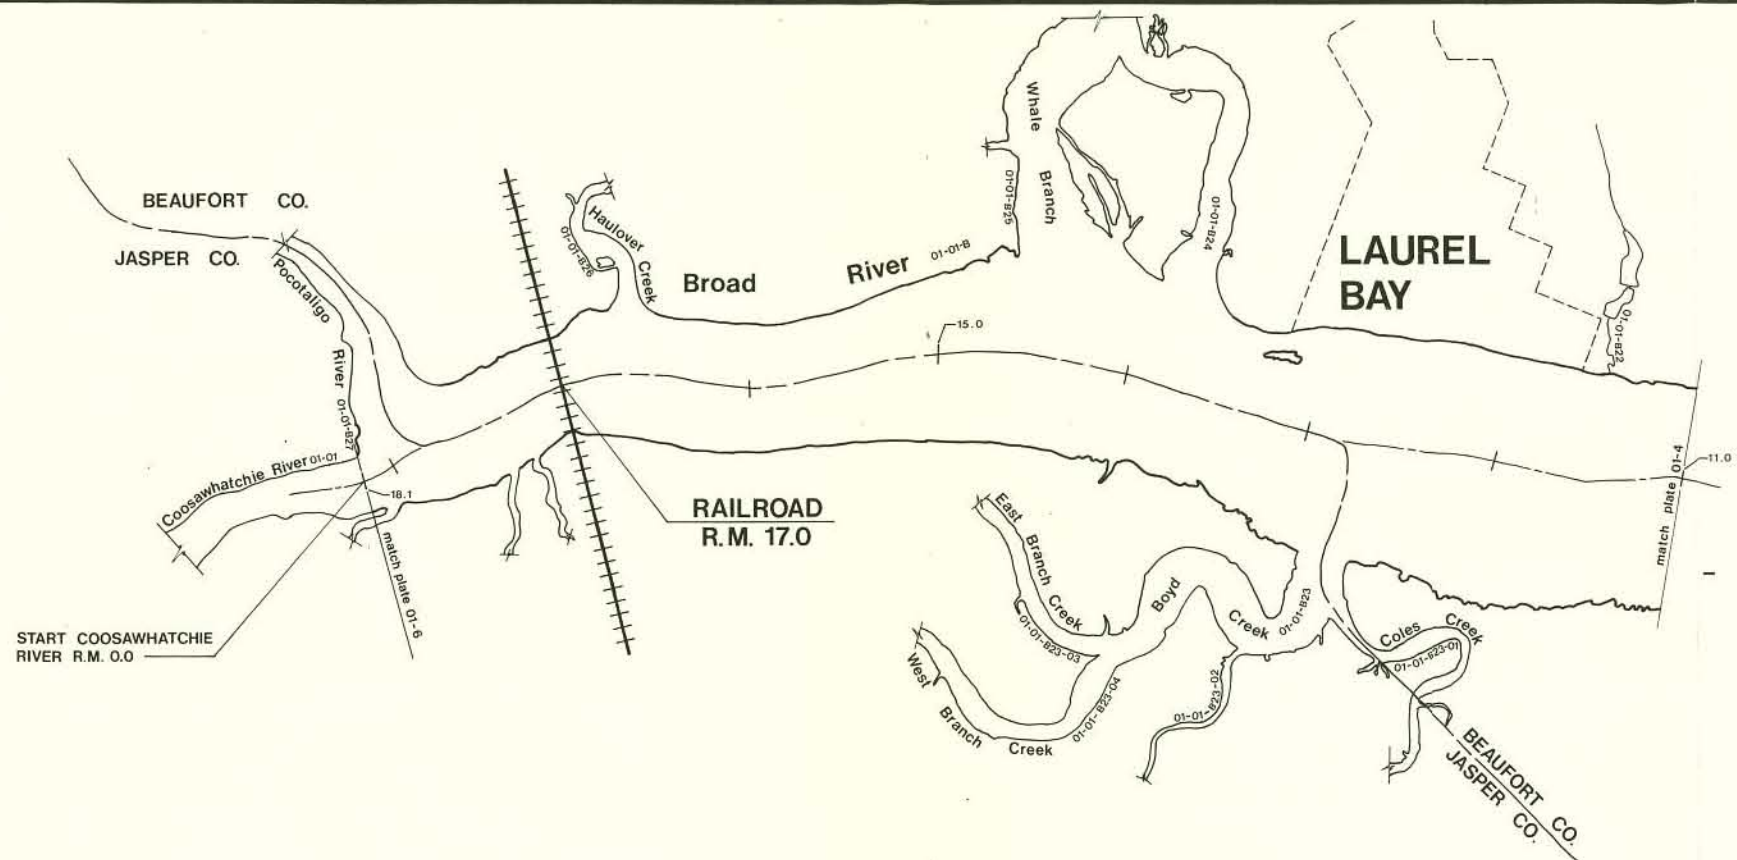 BEAUFORT CO.
JASPER CO.
Pocotaligo
River 01-01-B27
Coosawhatchie River 01-01
18.1
match plate 01-6
START COOSAWHATCHIE
RIVER R.M. 0.0
Haulover
Creek
01-01-B26
Broad River 01-01-B
RAILROAD
R.M. 17.0
15.0
Whale
Branch
01-01-B25
01-01-B24
LAUREL
BAY
01-01-B22
match plate 01-4
11.0
East
Branch
Creek
01-01-B23-03
West
Branch
Creek
01-01-B23-04
Boyd
Creek 01-01-B23
01-01-B23-02
Coles Creek
01-01-B23-01
BEAUFORT CO.
JASPER CO.